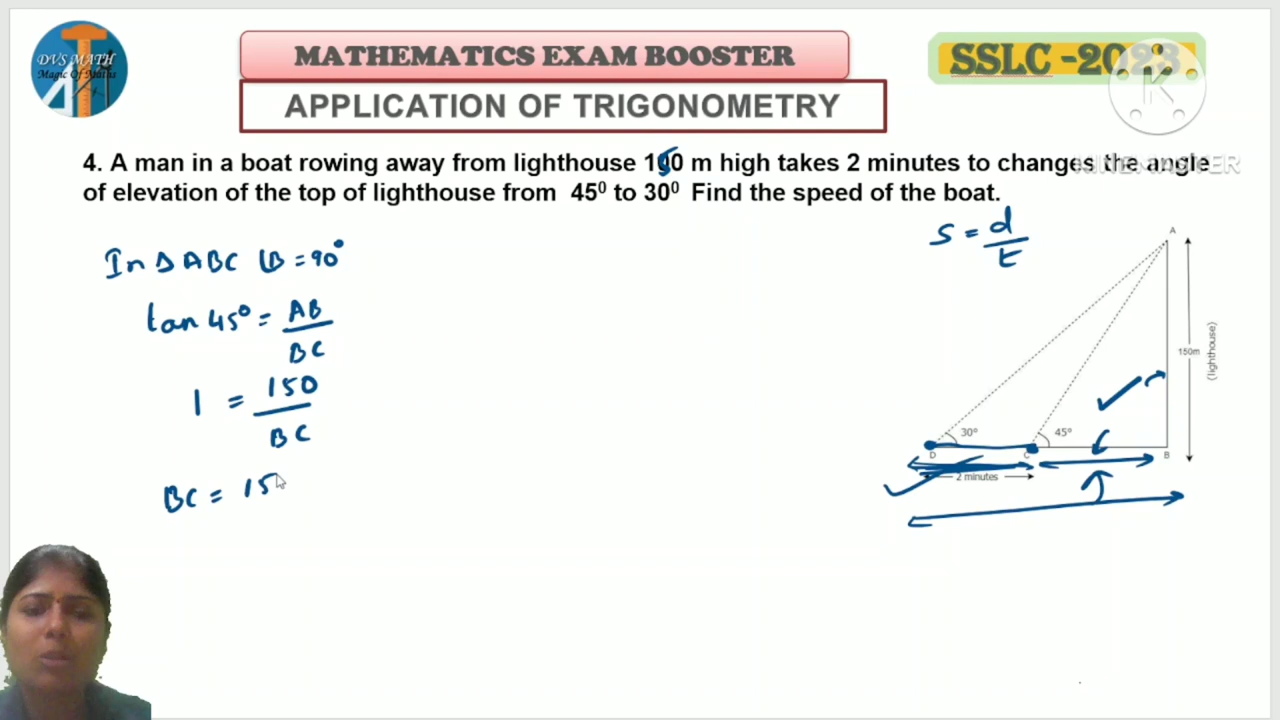 DVS MATH
Magic Of Maths
MATHEMATICS EXAM BOOSTER
SSLC -2023
APPLICATION OF TRIGONOMETRY
KINEMASTER
4. A man in a boat rowing away from lighthouse 150 m high takes 2 minutes to changes the angle
of elevation of the top of lighthouse from 45⁰ to 30⁰ Find the speed of the boat.
S = d/t
In Δ ABC ∠B = 90°
tan 45° = AB/BC
1 = 150/BC
BC = 15
A
150m
(lighthouse)
30°
45°
D
C
B
2 minutes